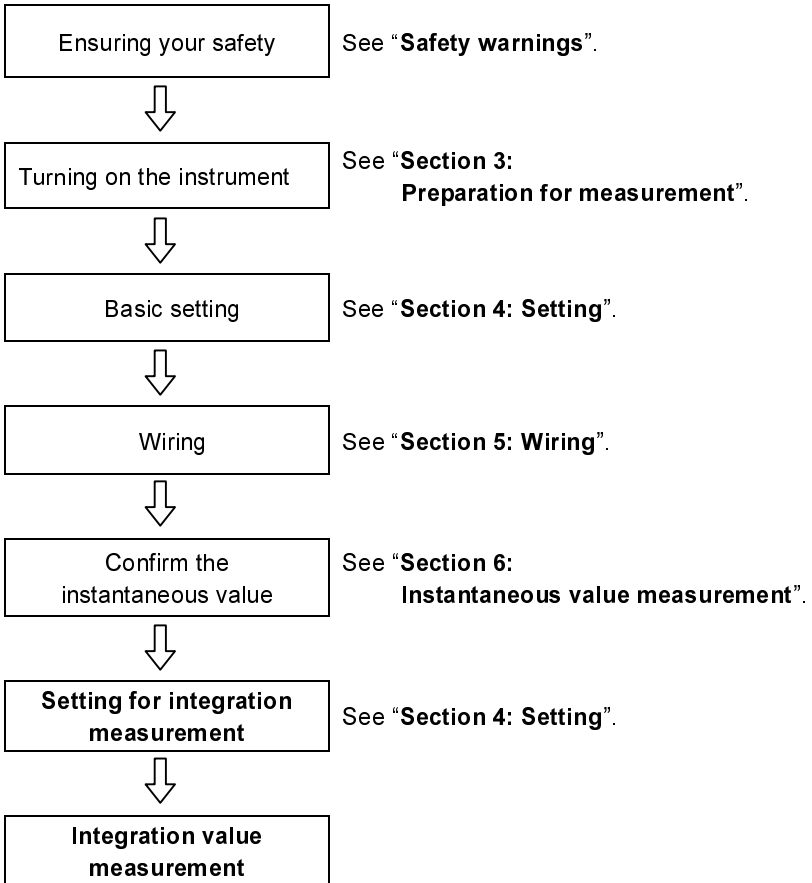 Ensuring your safety
See “Safety warnings”.
Turning on the instrument
See “Section 3:
Preparation for measurement”.
Basic setting
See “Section 4: Setting”.
Wiring
See “Section 5: Wiring”.
Confirm the
instantaneous value
See “Section 6:
Instantaneous value measurement”.
Setting for integration
measurement
See “Section 4: Setting”.
Integration value
measurement